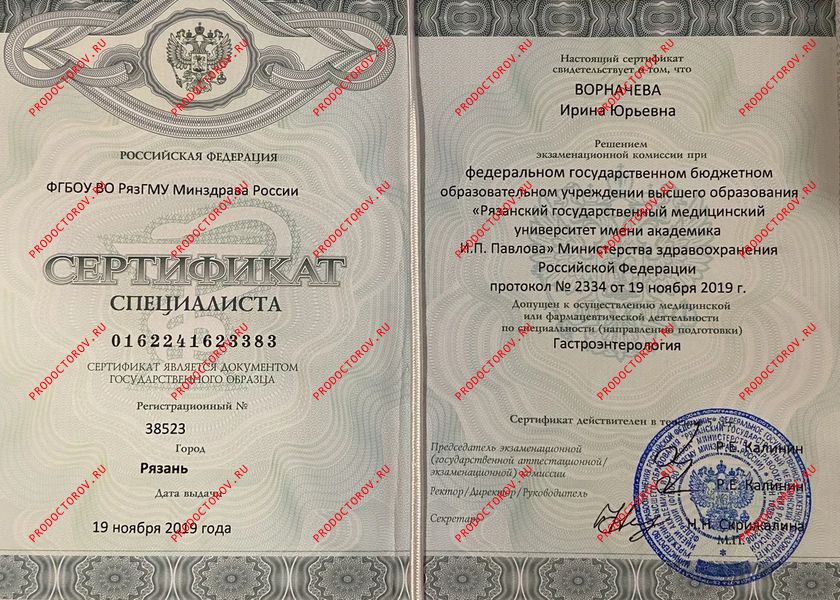 РОССИЙСКАЯ ФЕДЕРАЦИЯ
ФГБОУ ВО РязГМУ Минздрава России
СЕРТИФИКАТ
СПЕЦИАЛИСТА
0162241623383
СЕРТИФИКАТ ЯВЛЯЕТСЯ ДОКУМЕНТОМ
ГОСУДАРСТВЕННОГО ОБРАЗЦА
Регистрационный №
38523
Город
Рязань
Дата выдачи
19 ноября 2019 года
Настоящий сертификат
свидетельствует о том, что
ВОРНАЧЕВА
Ирина Юрьевна
Решением
экзаменационной комиссии при
федеральном государственном бюджетном
образовательном учреждении высшего образования
«Рязанский государственный медицинский
университет имени академика
И.П. Павлова» Министерства здравоохранения
Российской Федерации
протокол № 2334 от 19 ноября 2019 г.
Допущен к осуществлению медицинской
или фармацевтической деятельности
по специальности (направлению подготовки)
Гастроэнтерология
Сертификат действителен в течение 5
Председатель экзаменационной
(государственной аттестационной/
экзаменационной) комиссии
Р.Е. Калинин
Ректор/Директор/Руководитель
Р.Е. Калинин
Секретарь
Н.Н. Скрижалина
М.П.
PRODOCTOROV.RU